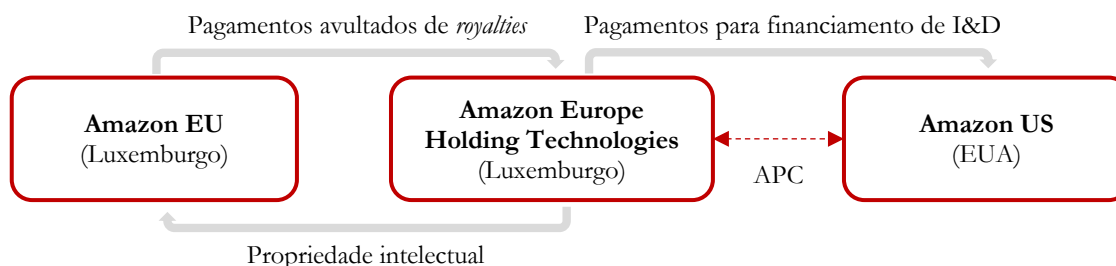 Pagamentos avultados de royalties
Pagamentos para financiamento de I&D
Amazon EU
(Luxemburgo)
Amazon Europe
Holding Technologies
(Luxemburgo)
APC
Amazon US
(EUA)
Propriedade intelectual